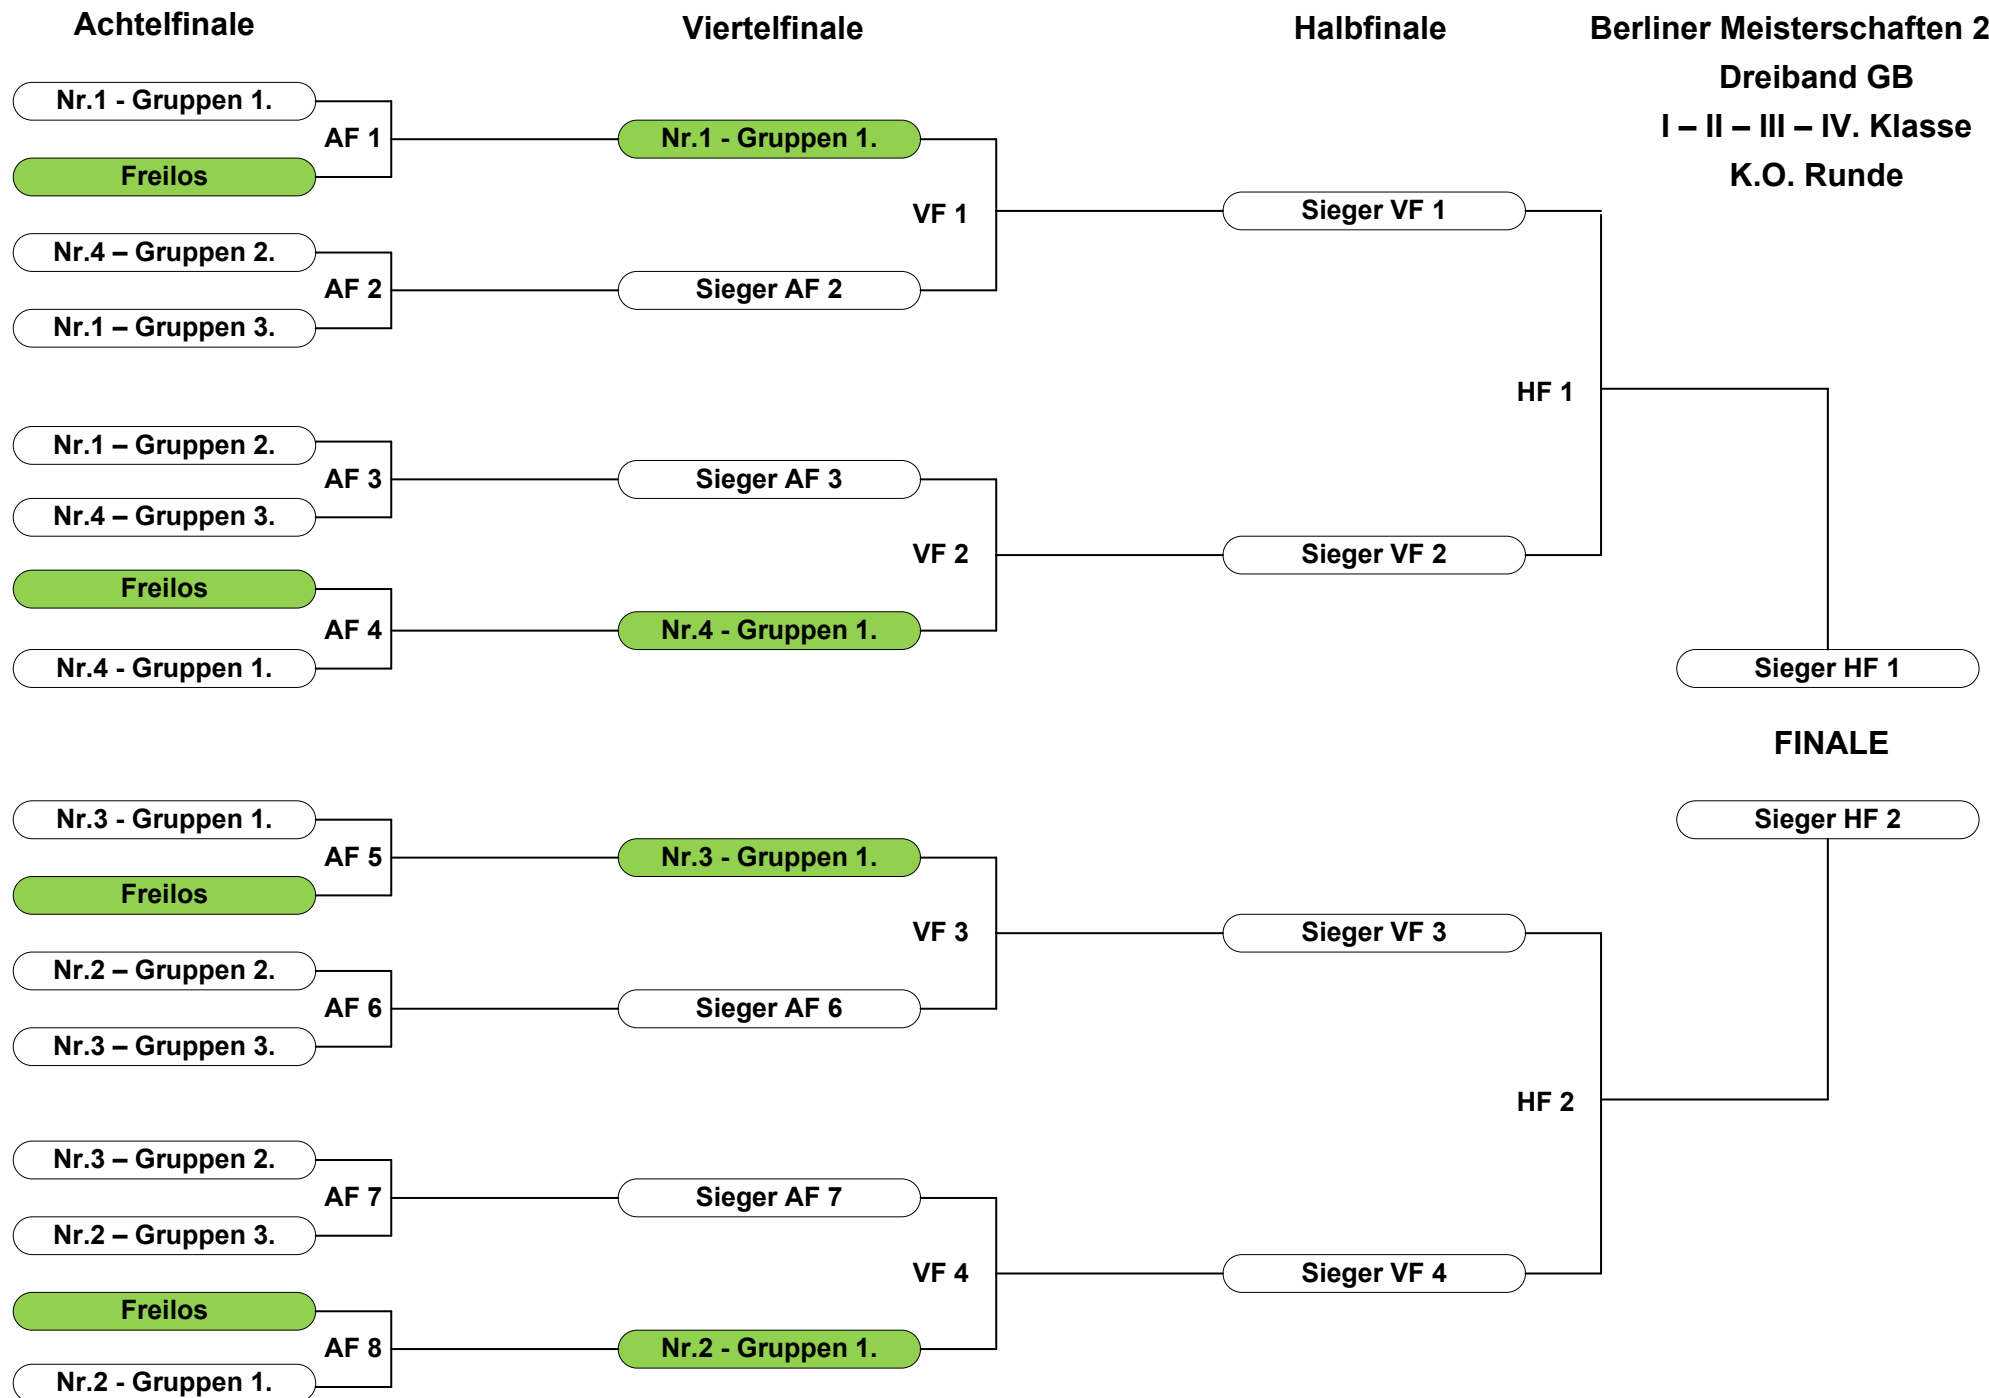 Achtelfinale
Viertelfinale
Halbfinale
Berliner Meisterschaften 2
Dreiband GB
I – II – III – IV. Klasse
K.O. Runde
Nr.1 - Gruppen 1.
AF 1
Freilos
Nr.1 - Gruppen 1.
Nr.4 – Gruppen 2.
AF 2
Nr.1 – Gruppen 3.
Sieger AF 2
VF 1
Sieger VF 1
Nr.1 – Gruppen 2.
AF 3
Nr.4 – Gruppen 3.
Sieger AF 3
Freilos
AF 4
Nr.4 - Gruppen 1.
Nr.4 - Gruppen 1.
VF 2
Sieger VF 2
HF 1
Sieger HF 1
FINALE
Sieger HF 2
Nr.3 - Gruppen 1.
AF 5
Freilos
Nr.3 - Gruppen 1.
Nr.2 – Gruppen 2.
AF 6
Nr.3 – Gruppen 3.
Sieger AF 6
VF 3
Sieger VF 3
Nr.3 – Gruppen 2.
AF 7
Nr.2 – Gruppen 3.
Sieger AF 7
Freilos
AF 8
Nr.2 - Gruppen 1.
Nr.2 - Gruppen 1.
VF 4
Sieger VF 4
HF 2